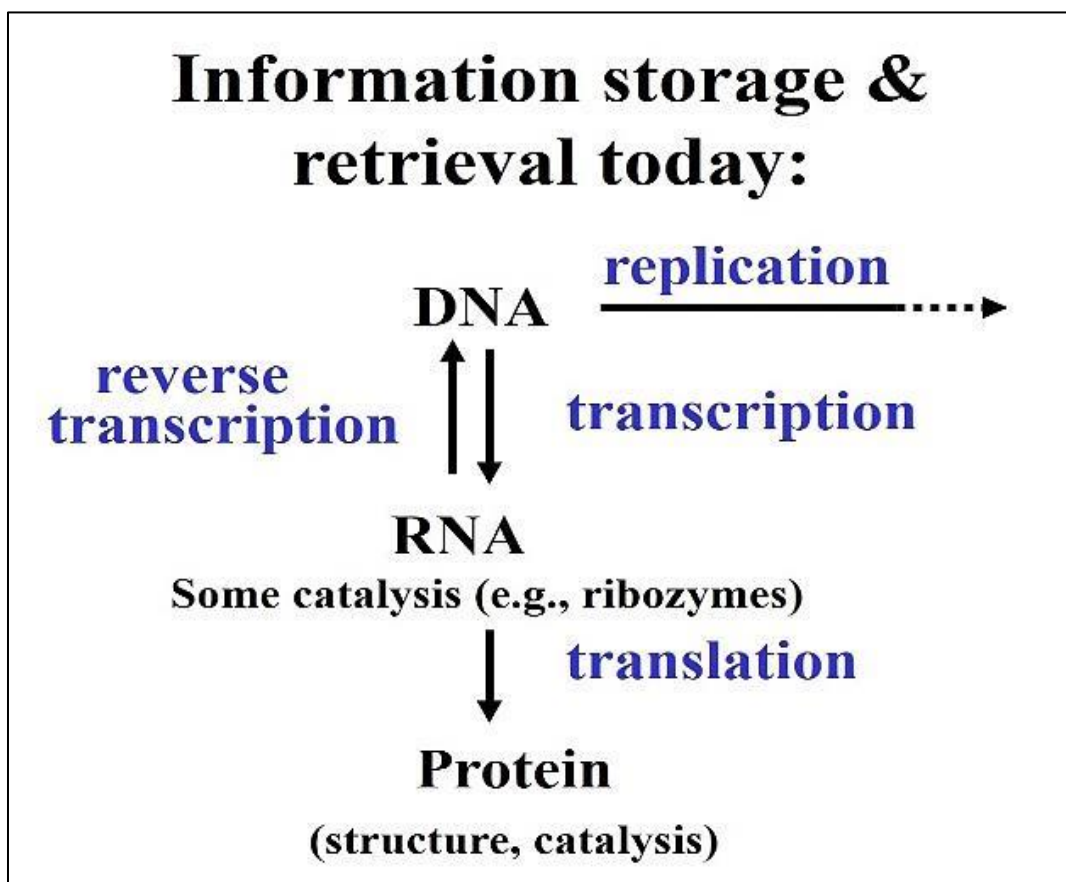 Information storage &
retrieval today:
replication
DNA
reverse
transcription
transcription
RNA
Some catalysis (e.g., ribozymes)
translation
Protein
(structure, catalysis)